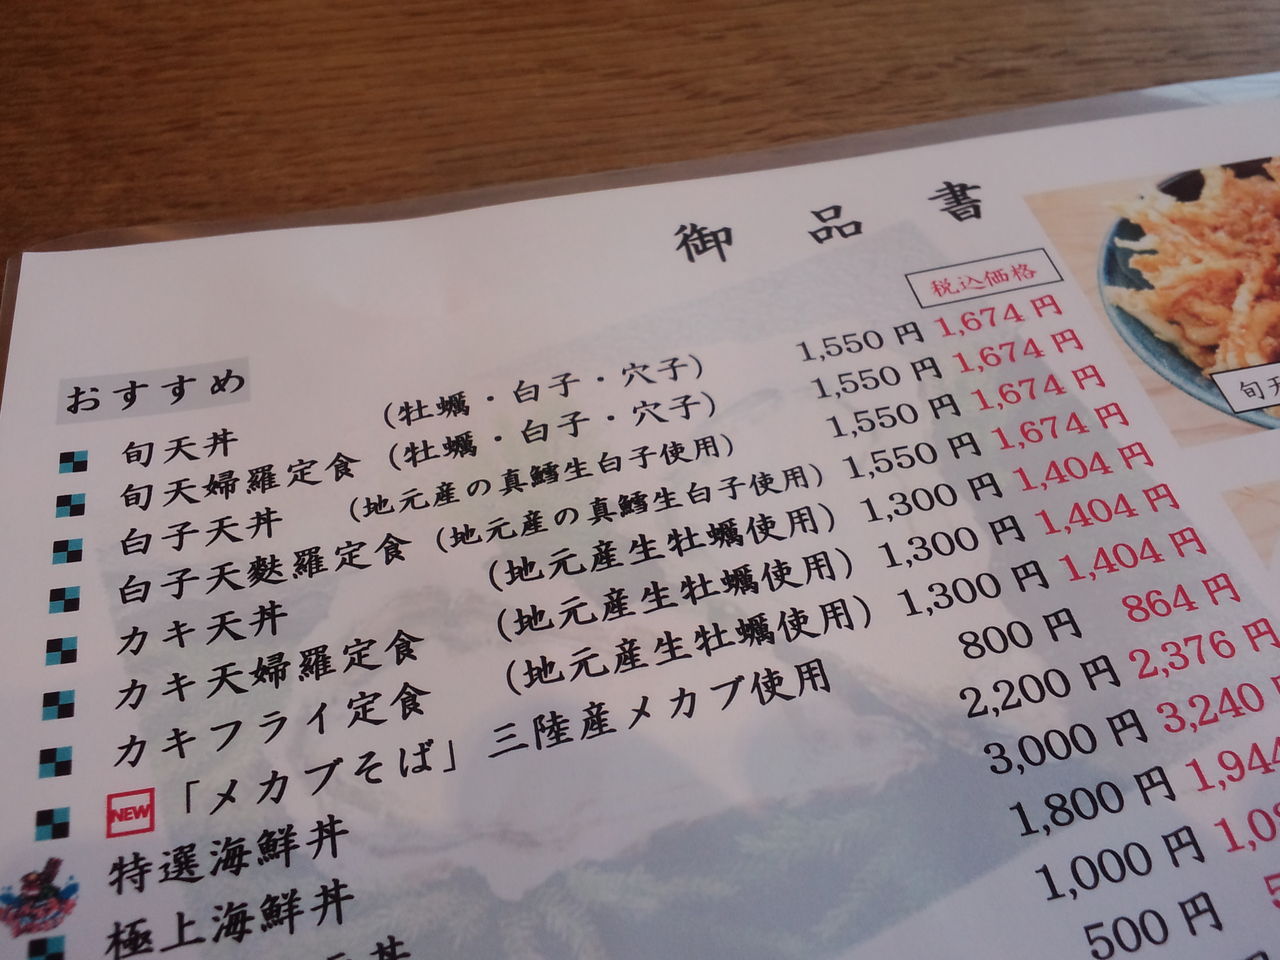 御品書
税込価格
おすすめ
旬天丼 (牡蠣・白子・穴子) 1,550円 1,674円
旬天婦羅定食 (牡蠣・白子・穴子) 1,550円 1,674円
白子天丼 (地元産の真鱈生白子使用) 1,550円 1,674円
白子天麩羅定食 (地元産の真鱈生白子使用) 1,550円 1,674円
カキ天丼 (地元産生牡蠣使用) 1,300円 1,404円
カキ天婦羅定食 (地元産生牡蠣使用) 1,300円 1,404円
カキフライ定食 (地元産生牡蠣使用) 1,300円 1,404円
NEW 「メカブそば」三陸産メカブ使用 800円 864円
特選海鮮丼 2,200円 2,376円
極上海鮮丼 3,000円 3,240
丼 1,800円 1,944
1,000円
500円
旬天